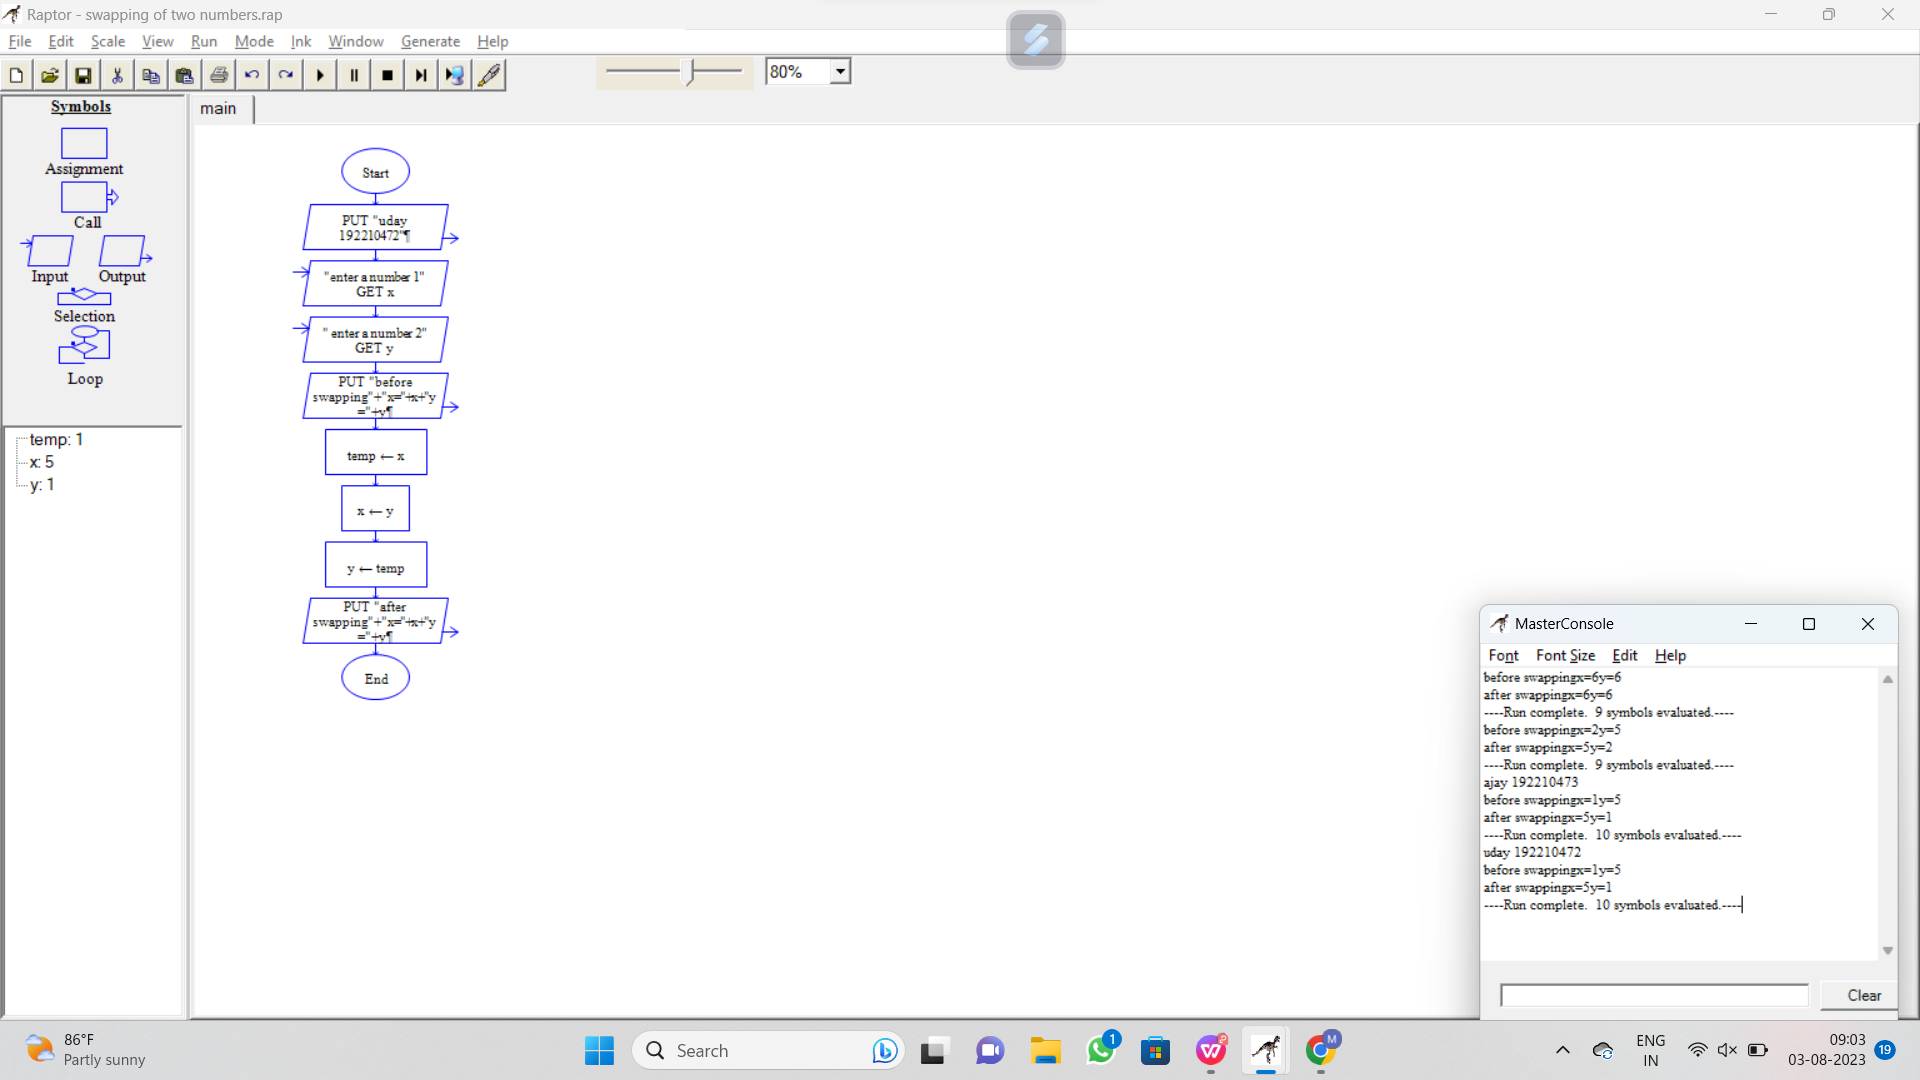 Raptor - swapping of two numbers.rap
File Edit Scale View Run Mode Ink Window Generate Help
80%
Symbols
Assignment
Call
Input Output
Selection
Loop
temp: 1
x: 5
y: 1
main
Start
PUT "uday
192210472"¶
"enter a number 1"
GET x
" enter a number 2"
GET y
PUT "before
swapping"+"x="+x+"y
="+y¶
temp ← x
x ← y
y ← temp
PUT "after
swapping"+"x="+x+"y
="+y¶
End
MasterConsole
Font Font Size Edit Help
before swappingx=6y=6
after swappingx=6y=6
----Run complete.  9 symbols evaluated.----
before swappingx=2y=5
after swappingx=5y=2
----Run complete.  9 symbols evaluated.----
ajay 192210473
before swappingx=1y=5
after swappingx=5y=1
----Run complete.  10 symbols evaluated.----
uday 192210472
before swappingx=1y=5
after swappingx=5y=1
----Run complete.  10 symbols evaluated.----
Clear
86°F
Partly sunny
Search
1
M
ENG
IN
09:03
03-08-2023
19